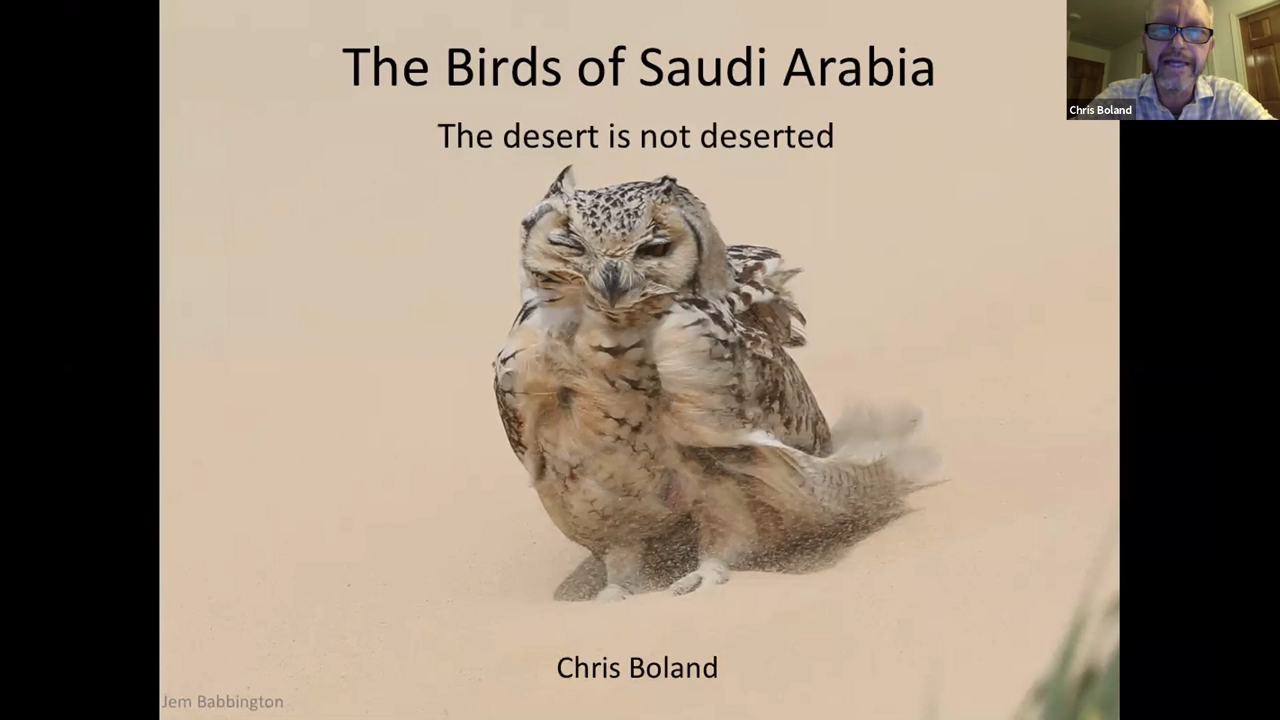 The Birds of Saudi Arabia
Chris Boland
The desert is not deserted
Chris Boland
Jem Babbington